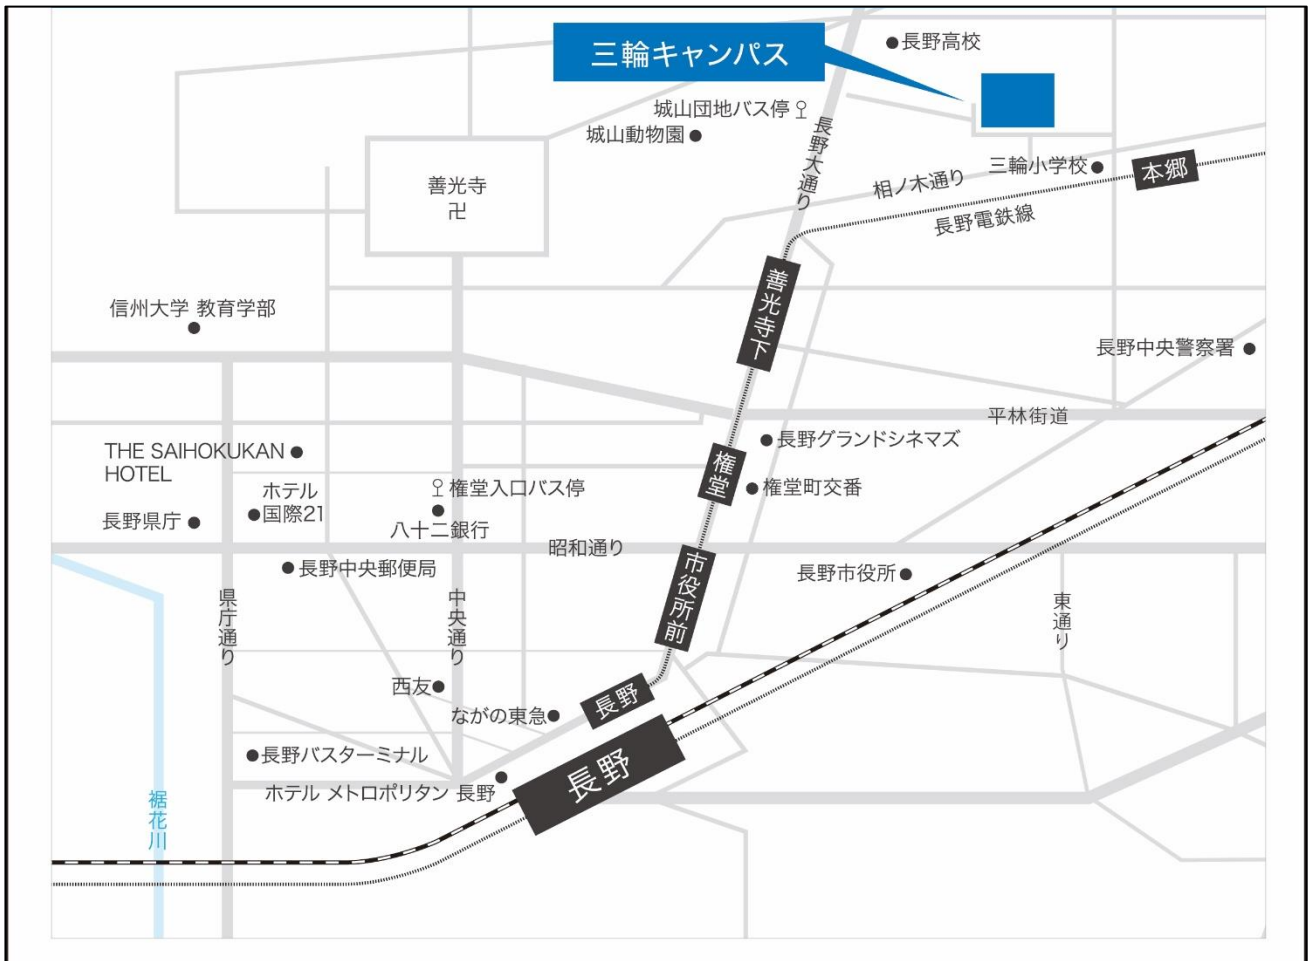 三輪キャンパス
長野高校
城山団地バス停
城山動物園
長野大通り
善光寺
卍
三輪小学校
本郷
相ノ木通り
長野電鉄線
善光寺下
信州大学 教育学部
長野中央警察署
平林街道
長野グランドシネマズ
THE SAIHOKUKAN
HOTEL
権堂
ホテル
国際21
権堂入口バス停
権堂町交番
長野県庁
八十二銀行
昭和通り
長野中央郵便局
市役所前
長野市役所
県庁通り
中央通り
東通り
西友
長野
ながの東急
長野バスターミナル
長野
ホテル メトロポリタン 長野
裾花川